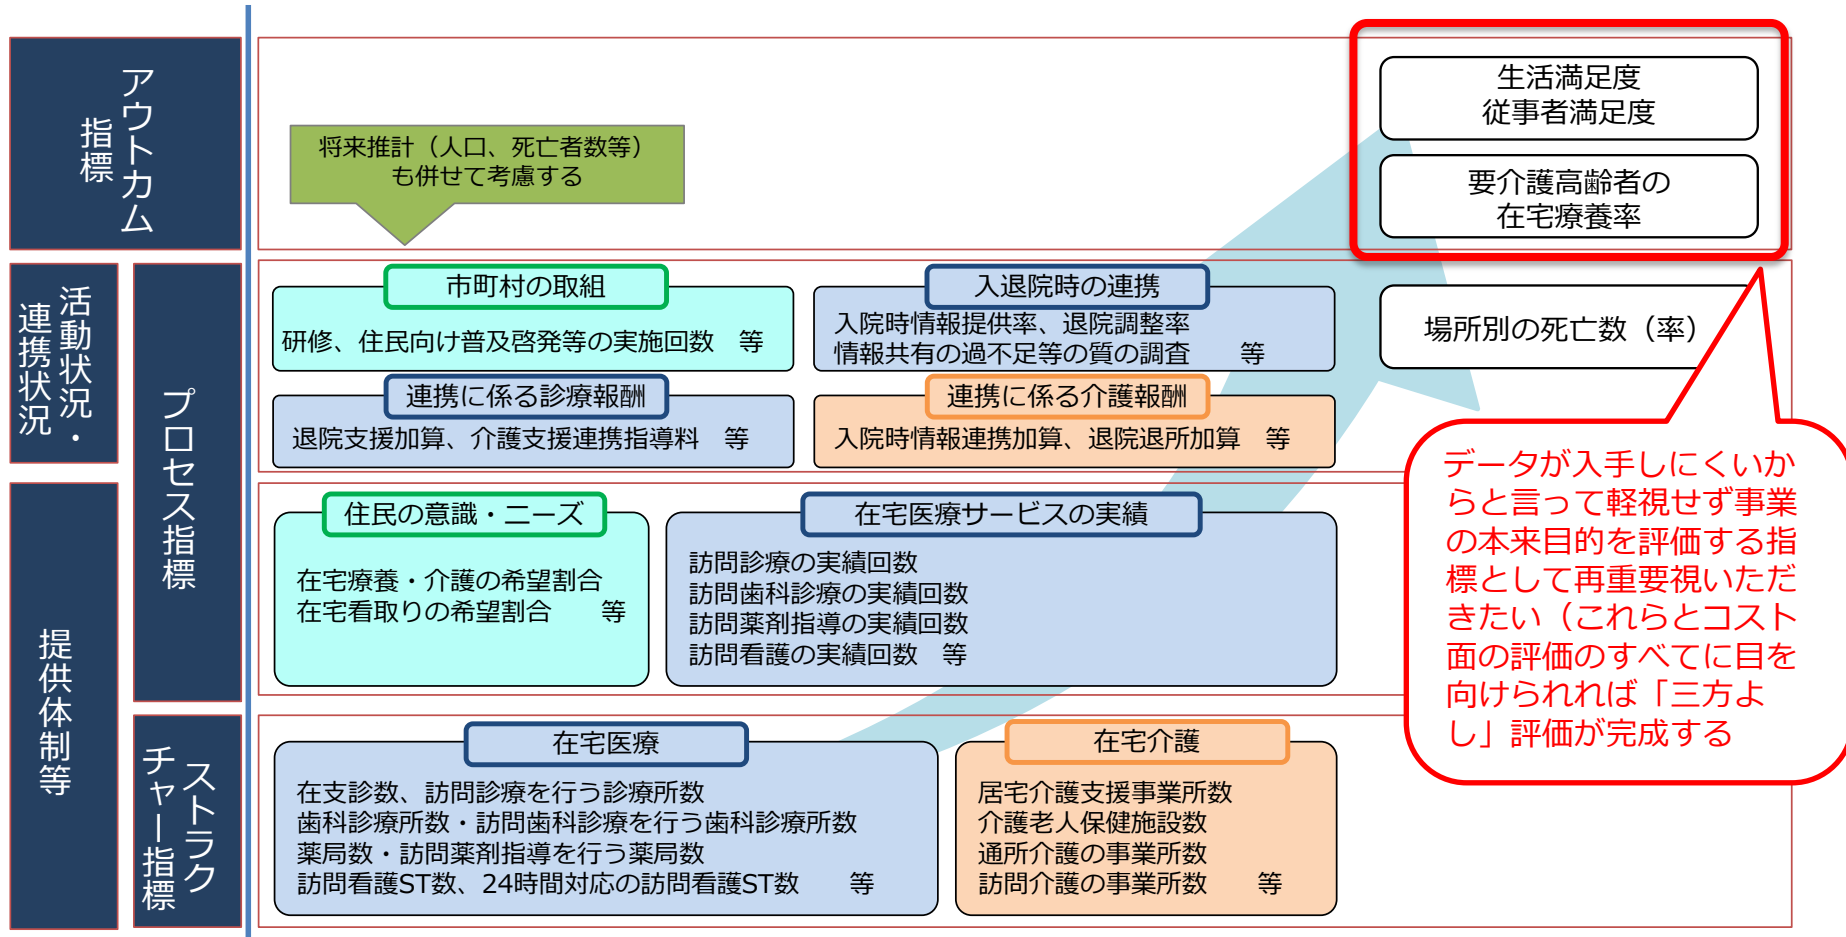 アウトカム
指標
将来推計（人口、死亡者数等）
も併せて考慮する
生活満足度
従事者満足度
要介護高齢者の
在宅療養率
活動状況・
連携状況
プロセス指標
市町村の取組
研修、住民向け普及啓発等の実施回数　等
入退院時の連携
入院時情報提供率、退院調整率
情報共有の過不足等の質の調査　　等
場所別の死亡数（率）
連携に係る診療報酬
退院支援加算、介護支援連携指導料　等
連携に係る介護報酬
入院時情報連携加算、退院退所加算　等
データが入手しにくいか
らと言って軽視せず事業
の本来目的を評価する指
標として再重要視いただ
きたい（これらとコスト
面の評価のすべてに目を
向けられれば「三方よ
し」評価が完成する
提供体制等
住民の意識・ニーズ
在宅療養・介護の希望割合
在宅看取りの希望割合　　等
在宅医療サービスの実績
訪問診療の実績回数
訪問歯科診療の実績回数
訪問薬剤指導の実績回数
訪問看護の実績回数　等
ストラク
チャー指標
在宅医療
在支診数、訪問診療を行う診療所数
歯科診療所数・訪問歯科診療を行う歯科診療所数
薬局数・訪問薬剤指導を行う薬局数
訪問看護ST数、24時間対応の訪問看護ST数　　等
在宅介護
居宅介護支援事業所数
介護老人保健施設数
通所介護の事業所数
訪問介護の事業所数　　等